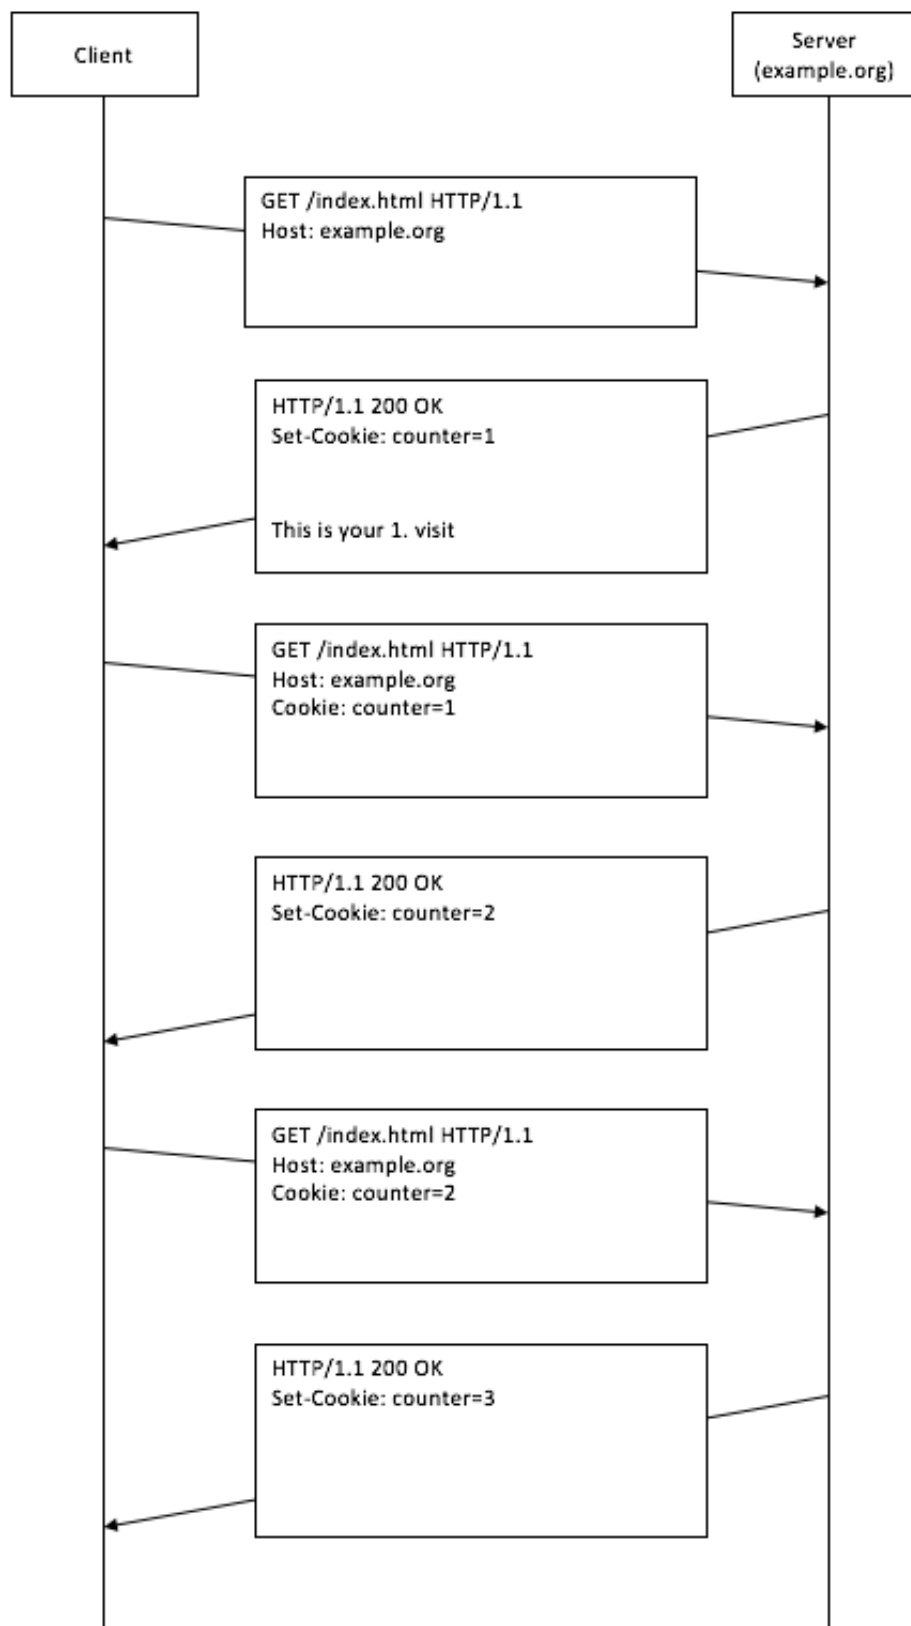 Client
Server
(example.org)
GET /index.html HTTP/1.1
Host: example.org
HTTP/1.1 200 OK
Set-Cookie: counter=1
This is your 1. visit
GET /index.html HTTP/1.1
Host: example.org
Cookie: counter=1
HTTP/1.1 200 OK
Set-Cookie: counter=2
GET /index.html HTTP/1.1
Host: example.org
Cookie: counter=2
HTTP/1.1 200 OK
Set-Cookie: counter=3